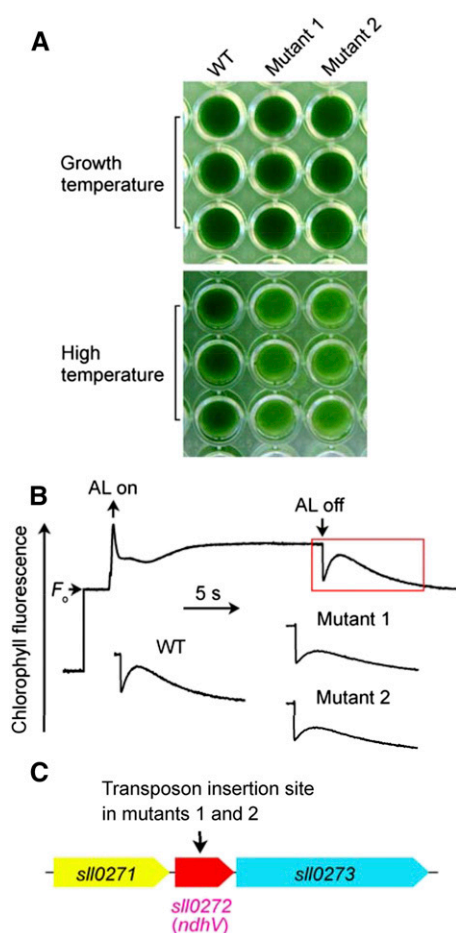 A
WT Mutant 1 Mutant 2
Growth
temperature
High
temperature
B
AL on
AL off
Chlorophyll fluorescence
Fo
5 s
WT
Mutant 1
Mutant 2
C
Transposon insertion site
in mutants 1 and 2
sll0271
sll0272
(ndhV)
sll0273